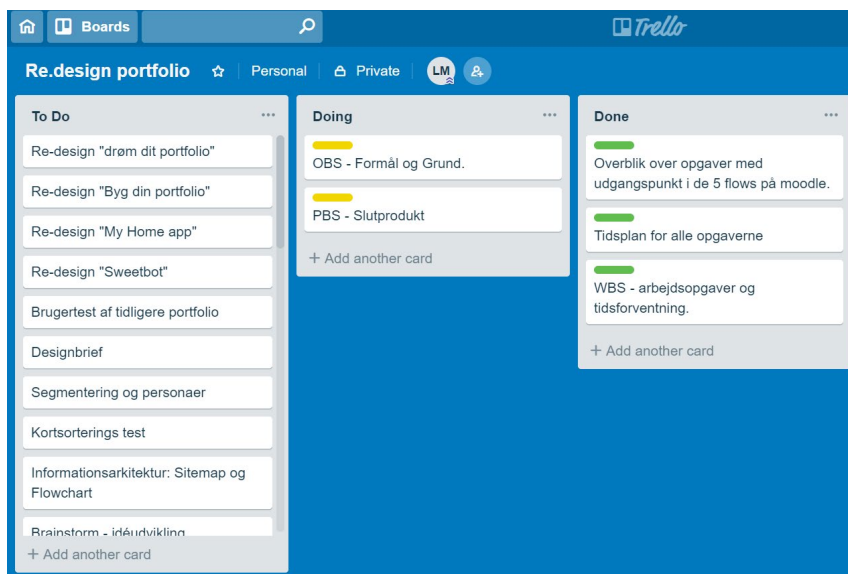 Boards
Trello
Re.design portfolio
Personal
Private
LM
To Do
Re-design "drøm dit portfolio"
Re-design "Byg din portfolio"
Re-design "My Home app"
Re-design "Sweetbot"
Brugertest af tidligere portfolio
Designbrief
Segmentering og personaer
Kortsorterings test
Informationsarkitektur: Sitemap og
Flowchart
Brainstorm - idéudvikling
+ Add another card
Doing
OBS - Formål og Grund.
PBS - Slutprodukt
+ Add another card
Done
Overblik over opgaver med
udgangspunkt i de 5 flows på moodle.
Tidsplan for alle opgaverne
WBS - arbejdsopgaver og
tidsforventning.
+ Add another card